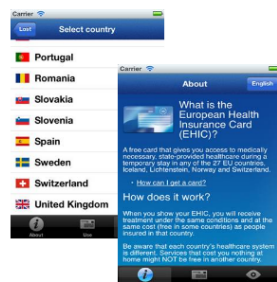 Carrier
Lost?
Select country
Portugal
Romania
Slovakia
Slovenia
Spain
Sweden
Switzerland
United Kingdom
About
Use
Carrier
About
English
What is the
European Health
Insurance Card
(EHIC)?
A free card that gives you access to medically
necessary, state-provided healthcare during a
temporary stay in any of the 27 EU countries,
Iceland, Lichtenstein, Norway and Switzerland.
• How can I get a card?
How does it work?
When you show your EHIC, you will receive
treatment under the same conditions and at the
same cost (free in some countries) as people
insured in that country.
Be aware that each country's healthcare system
is different. Services that cost you nothing at
home might NOT be free in another country.